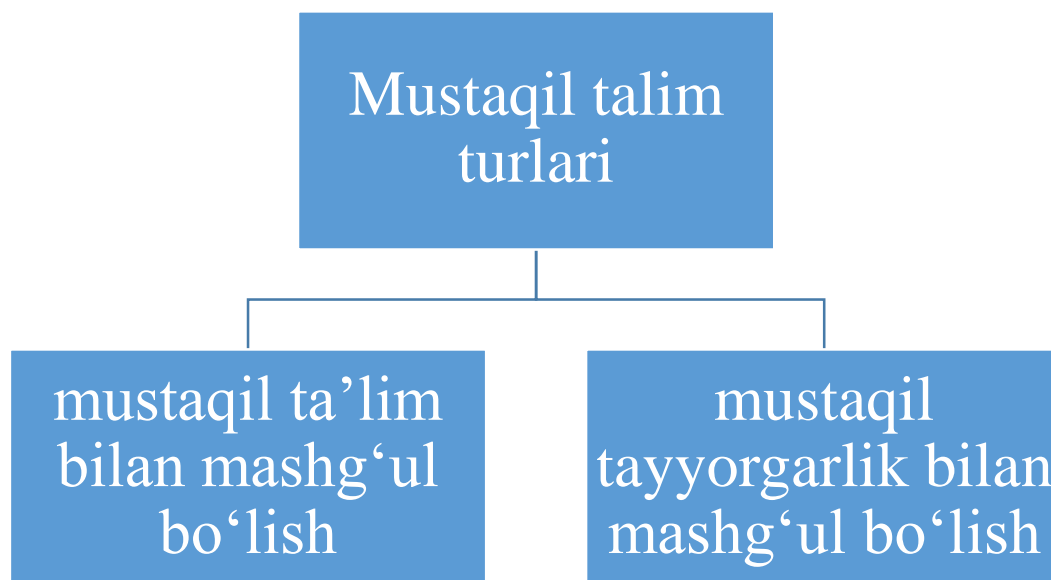 Mustaqil talim
turlari
mustaqil ta’lim
bilan mashg‘ul
bo‘lish
mustaqil
tayyorgarlik bilan
mashg‘ul bo‘lish